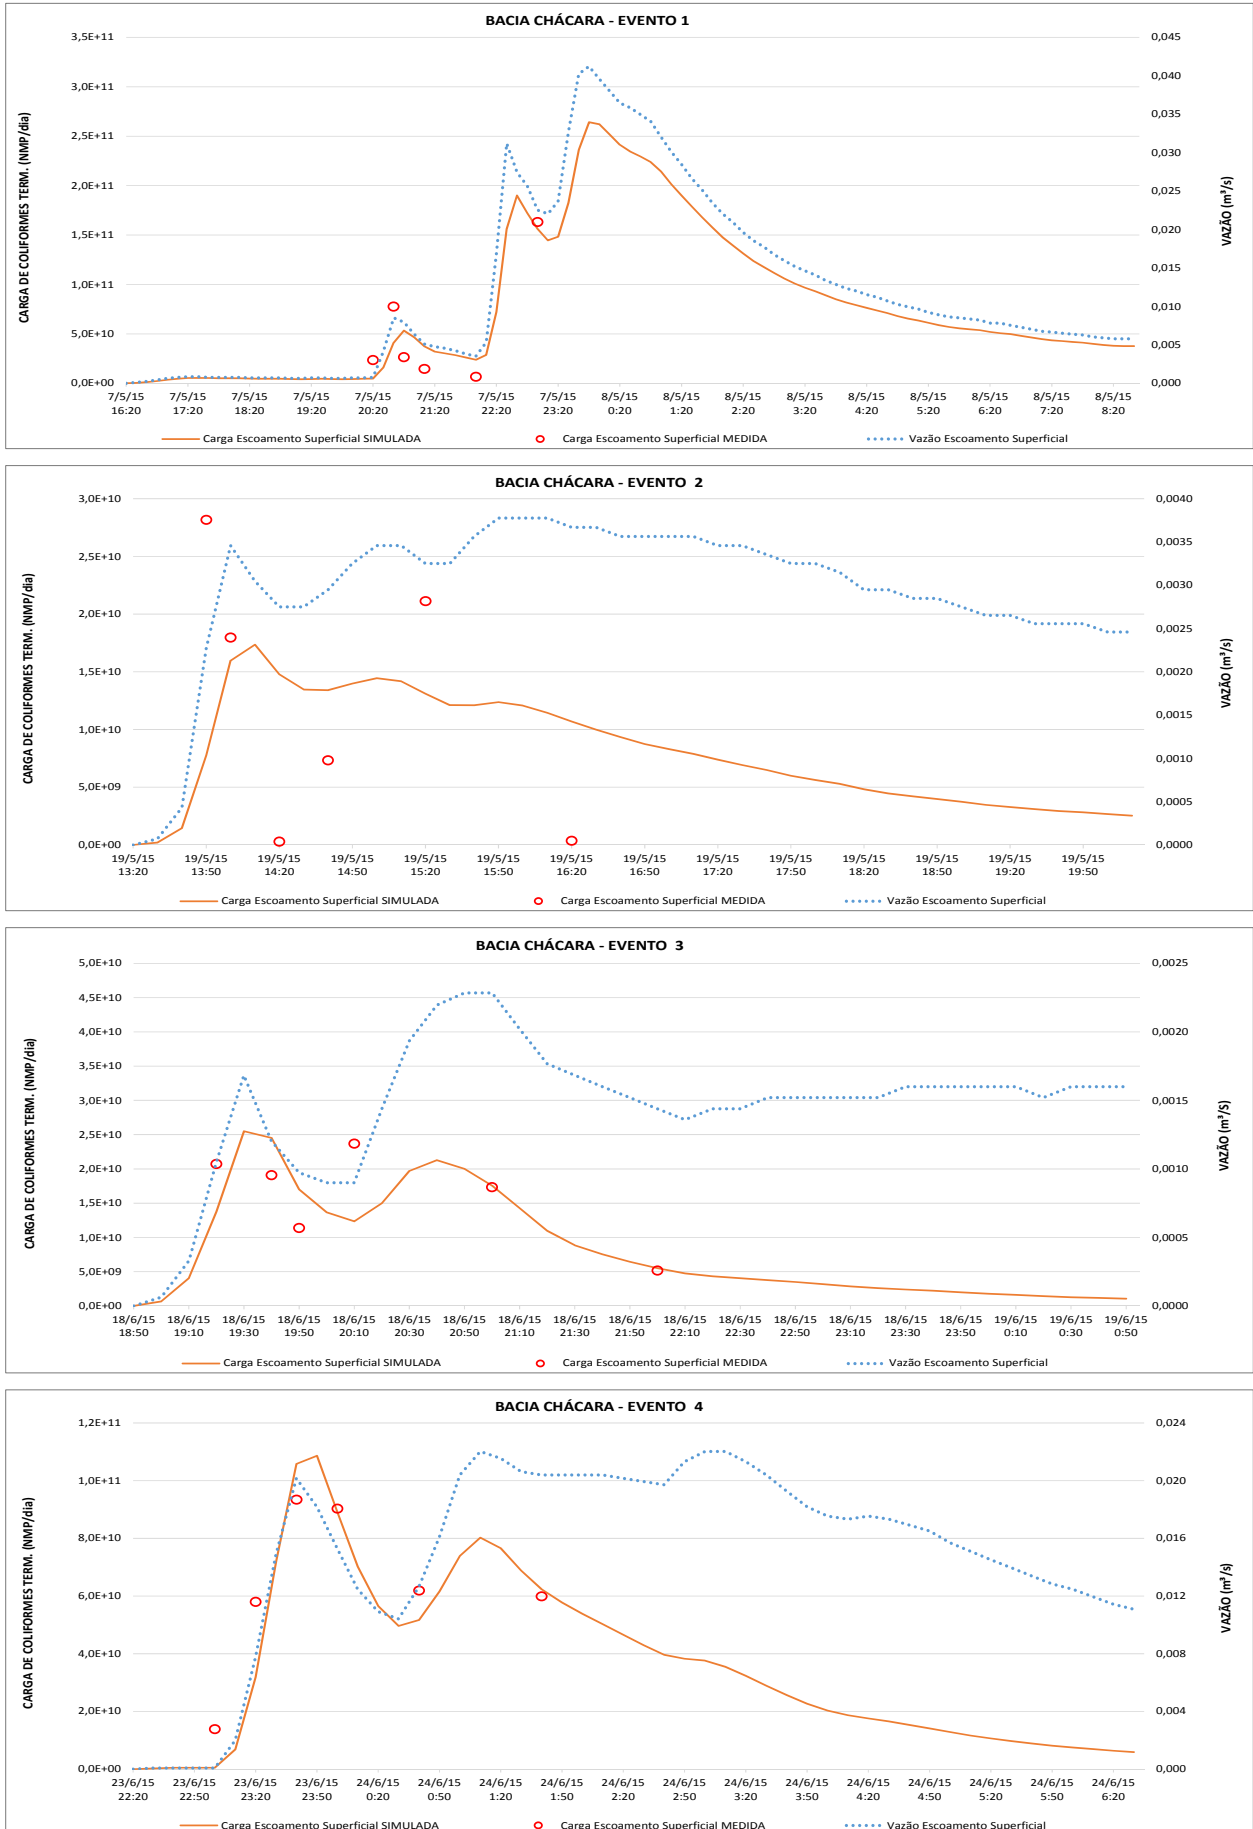 BACIA CHÁCARA - EVENTO 1
CARGA DE COLIFORMES TERM. (NMP/dia)
3,5E+11
3,0E+11
2,5E+11
2,0E+11
1,5E+11
1,0E+11
5,0E+10
0,0E+00
VAZÃO (m³/s)
0,045
0,040
0,035
0,030
0,025
0,020
0,015
0,010
0,005
0,000
7/5/15 7/5/15 7/5/15 7/5/15 7/5/15 7/5/15 7/5/15 7/5/15 8/5/15 8/5/15 8/5/15 8/5/15 8/5/15 8/5/15 8/5/15 8/5/15 8/5/15
16:20 17:20 18:20 19:20 20:20 21:20 22:20 23:20 0:20 1:20 2:20 3:20 4:20 5:20 6:20 7:20 8:20
Carga Escoamento Superficial SIMULADA Carga Escoamento Superficial MEDIDA Vazão Escoamento Superficial
BACIA CHÁCARA - EVENTO 2
CARGA DE COLIFORMES TERM. (NMP/dia)
3,0E+10
2,5E+10
2,0E+10
1,5E+10
1,0E+10
5,0E+09
0,0E+00
VAZÃO (m³/s)
0,0040
0,0035
0,0030
0,0025
0,0020
0,0015
0,0010
0,0005
0,0000
19/5/15 19/5/15 19/5/15 19/5/15 19/5/15 19/5/15 19/5/15 19/5/15 19/5/15 19/5/15 19/5/15 19/5/15 19/5/15 19/5/15
13:20 13:50 14:20 14:50 15:20 15:50 16:20 16:50 17:20 17:50 18:20 18:50 19:20 19:50
Carga Escoamento Superficial SIMULADA Carga Escoamento Superficial MEDIDA Vazão Escoamento Superficial
BACIA CHÁCARA - EVENTO 3
CARGA DE COLIFORMES TERM. (NMP/dia)
5,0E+10
4,5E+10
4,0E+10
3,5E+10
3,0E+10
2,5E+10
2,0E+10
1,5E+10
1,0E+10
5,0E+09
0,0E+00
VAZÃO (m³/S)
0,0025
0,0020
0,0015
0,0010
0,0005
0,0000
18/6/15 18/6/15 18/6/15 18/6/15 18/6/15 18/6/15 18/6/15 18/6/15 18/6/15 18/6/15 18/6/15 18/6/15 18/6/15 18/6/15 18/6/15 18/6/15 19/6/15 19/6/15 19/6/15
18:50 19:10 19:30 19:50 20:10 20:30 20:50 21:10 21:30 21:50 22:10 22:30 22:50 23:10 23:30 23:50 0:10 0:30 0:50
Carga Escoamento Superficial SIMULADA Carga Escoamento Superficial MEDIDA Vazão Escoamento Superficial
BACIA CHÁCARA - EVENTO 4
CARGA DE COLIFORMES TERM. (NMP/dia)
1,2E+11
1,0E+11
8,0E+10
6,0E+10
4,0E+10
2,0E+10
0,0E+00
VAZÃO (m³/s)
0,024
0,020
0,016
0,012
0,008
0,004
0,000
23/6/15 23/6/15 23/6/15 23/6/15 24/6/15 24/6/15 24/6/15 24/6/15 24/6/15 24/6/15 24/6/15 24/6/15 24/6/15 24/6/15 24/6/15 24/6/15 24/6/15
22:20 22:50 23:20 23:50 0:20 0:50 1:20 1:50 2:20 2:50 3:20 3:50 4:20 4:50 5:20 5:50 6:20
Carga Escoamento Superficial SIMULADA Carga Escoamento Superficial MEDIDA Vazão Escoamento Superficial